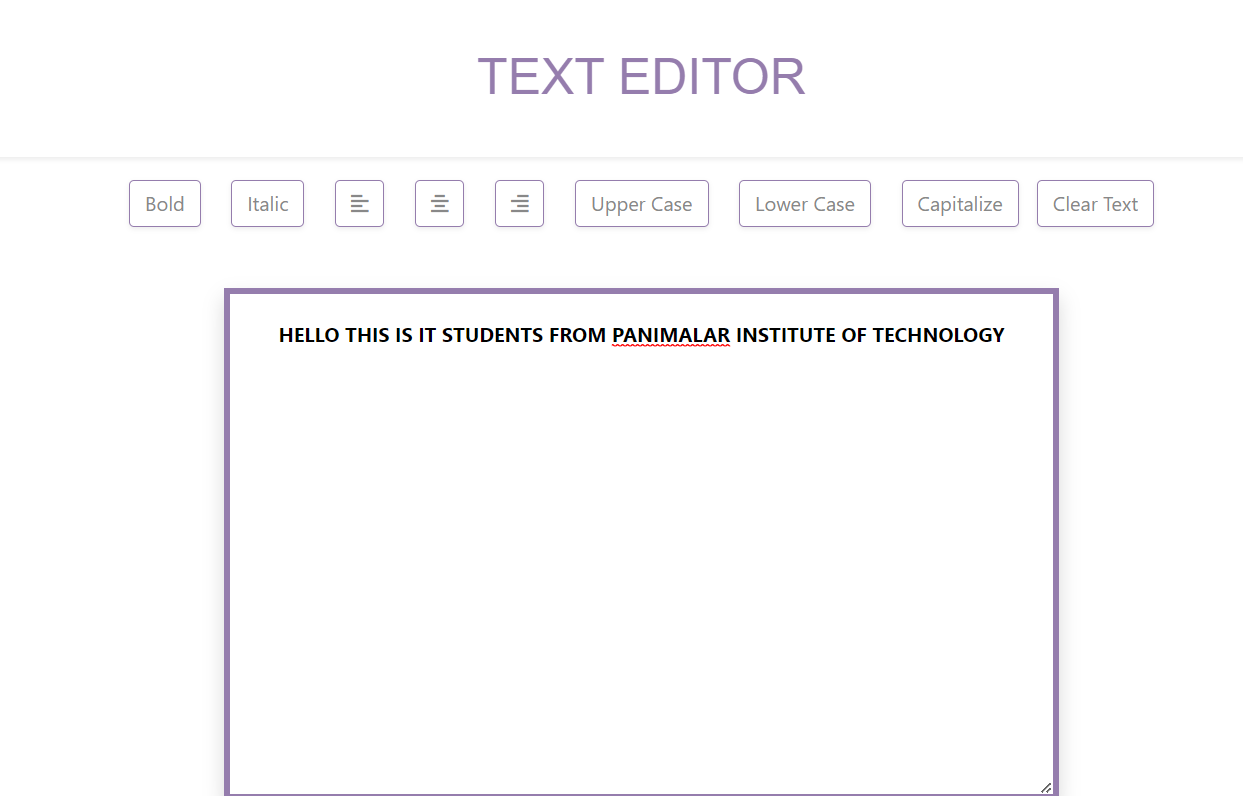 TEXT EDITOR
Bold Italic Upper Case Lower Case Capitalize Clear Text
HELLO THIS IS IT STUDENTS FROM PANIMALAR INSTITUTE OF TECHNOLOGY